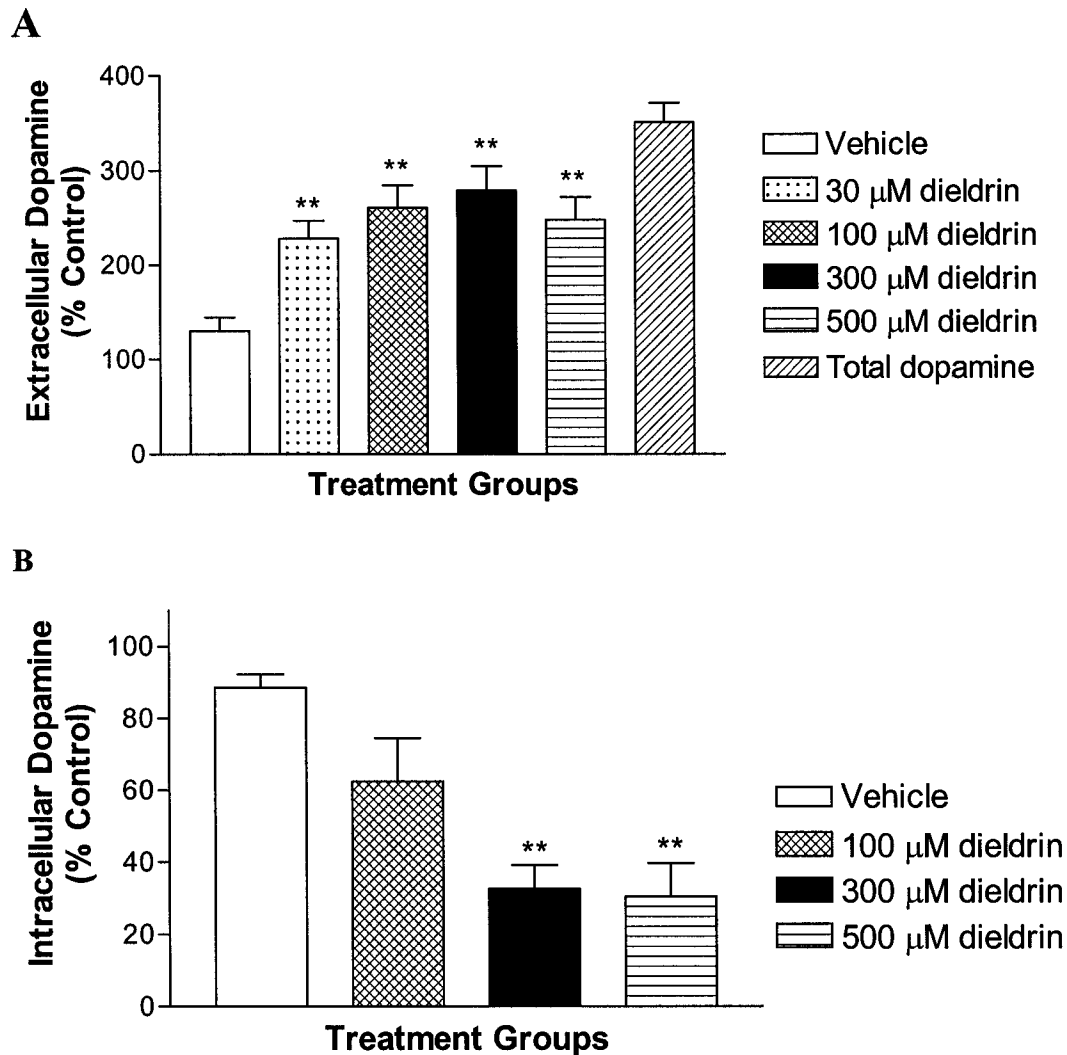 A
Extracellular Dopamine
(% Control)
400
300
200
100
0
**
**
**
**
Treatment Groups
Vehicle
30 μM dieldrin
100 μM dieldrin
300 μM dieldrin
500 μM dieldrin
Total dopamine
B
Intracellular Dopamine
(% Control)
100
80
60
40
20
0
**
**
Treatment Groups
Vehicle
100 μM dieldrin
300 μM dieldrin
500 μM dieldrin